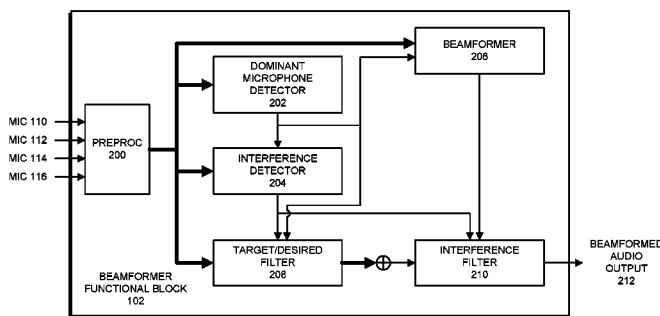 BEAMFORMER
206
DOMINANT
MICROPHONE
DETECTOR
202
MIC 110
MIC 112
MIC 114
MIC 116
PREPROC
200
INTERFERENCE
DETECTOR
204
TARGET/DESIRED
FILTER
208
INTERFERENCE
FILTER
210
BEAMFORMED
AUDIO
OUTPUT
212
BEAMFORMER
FUNCTIONAL BLOCK
102